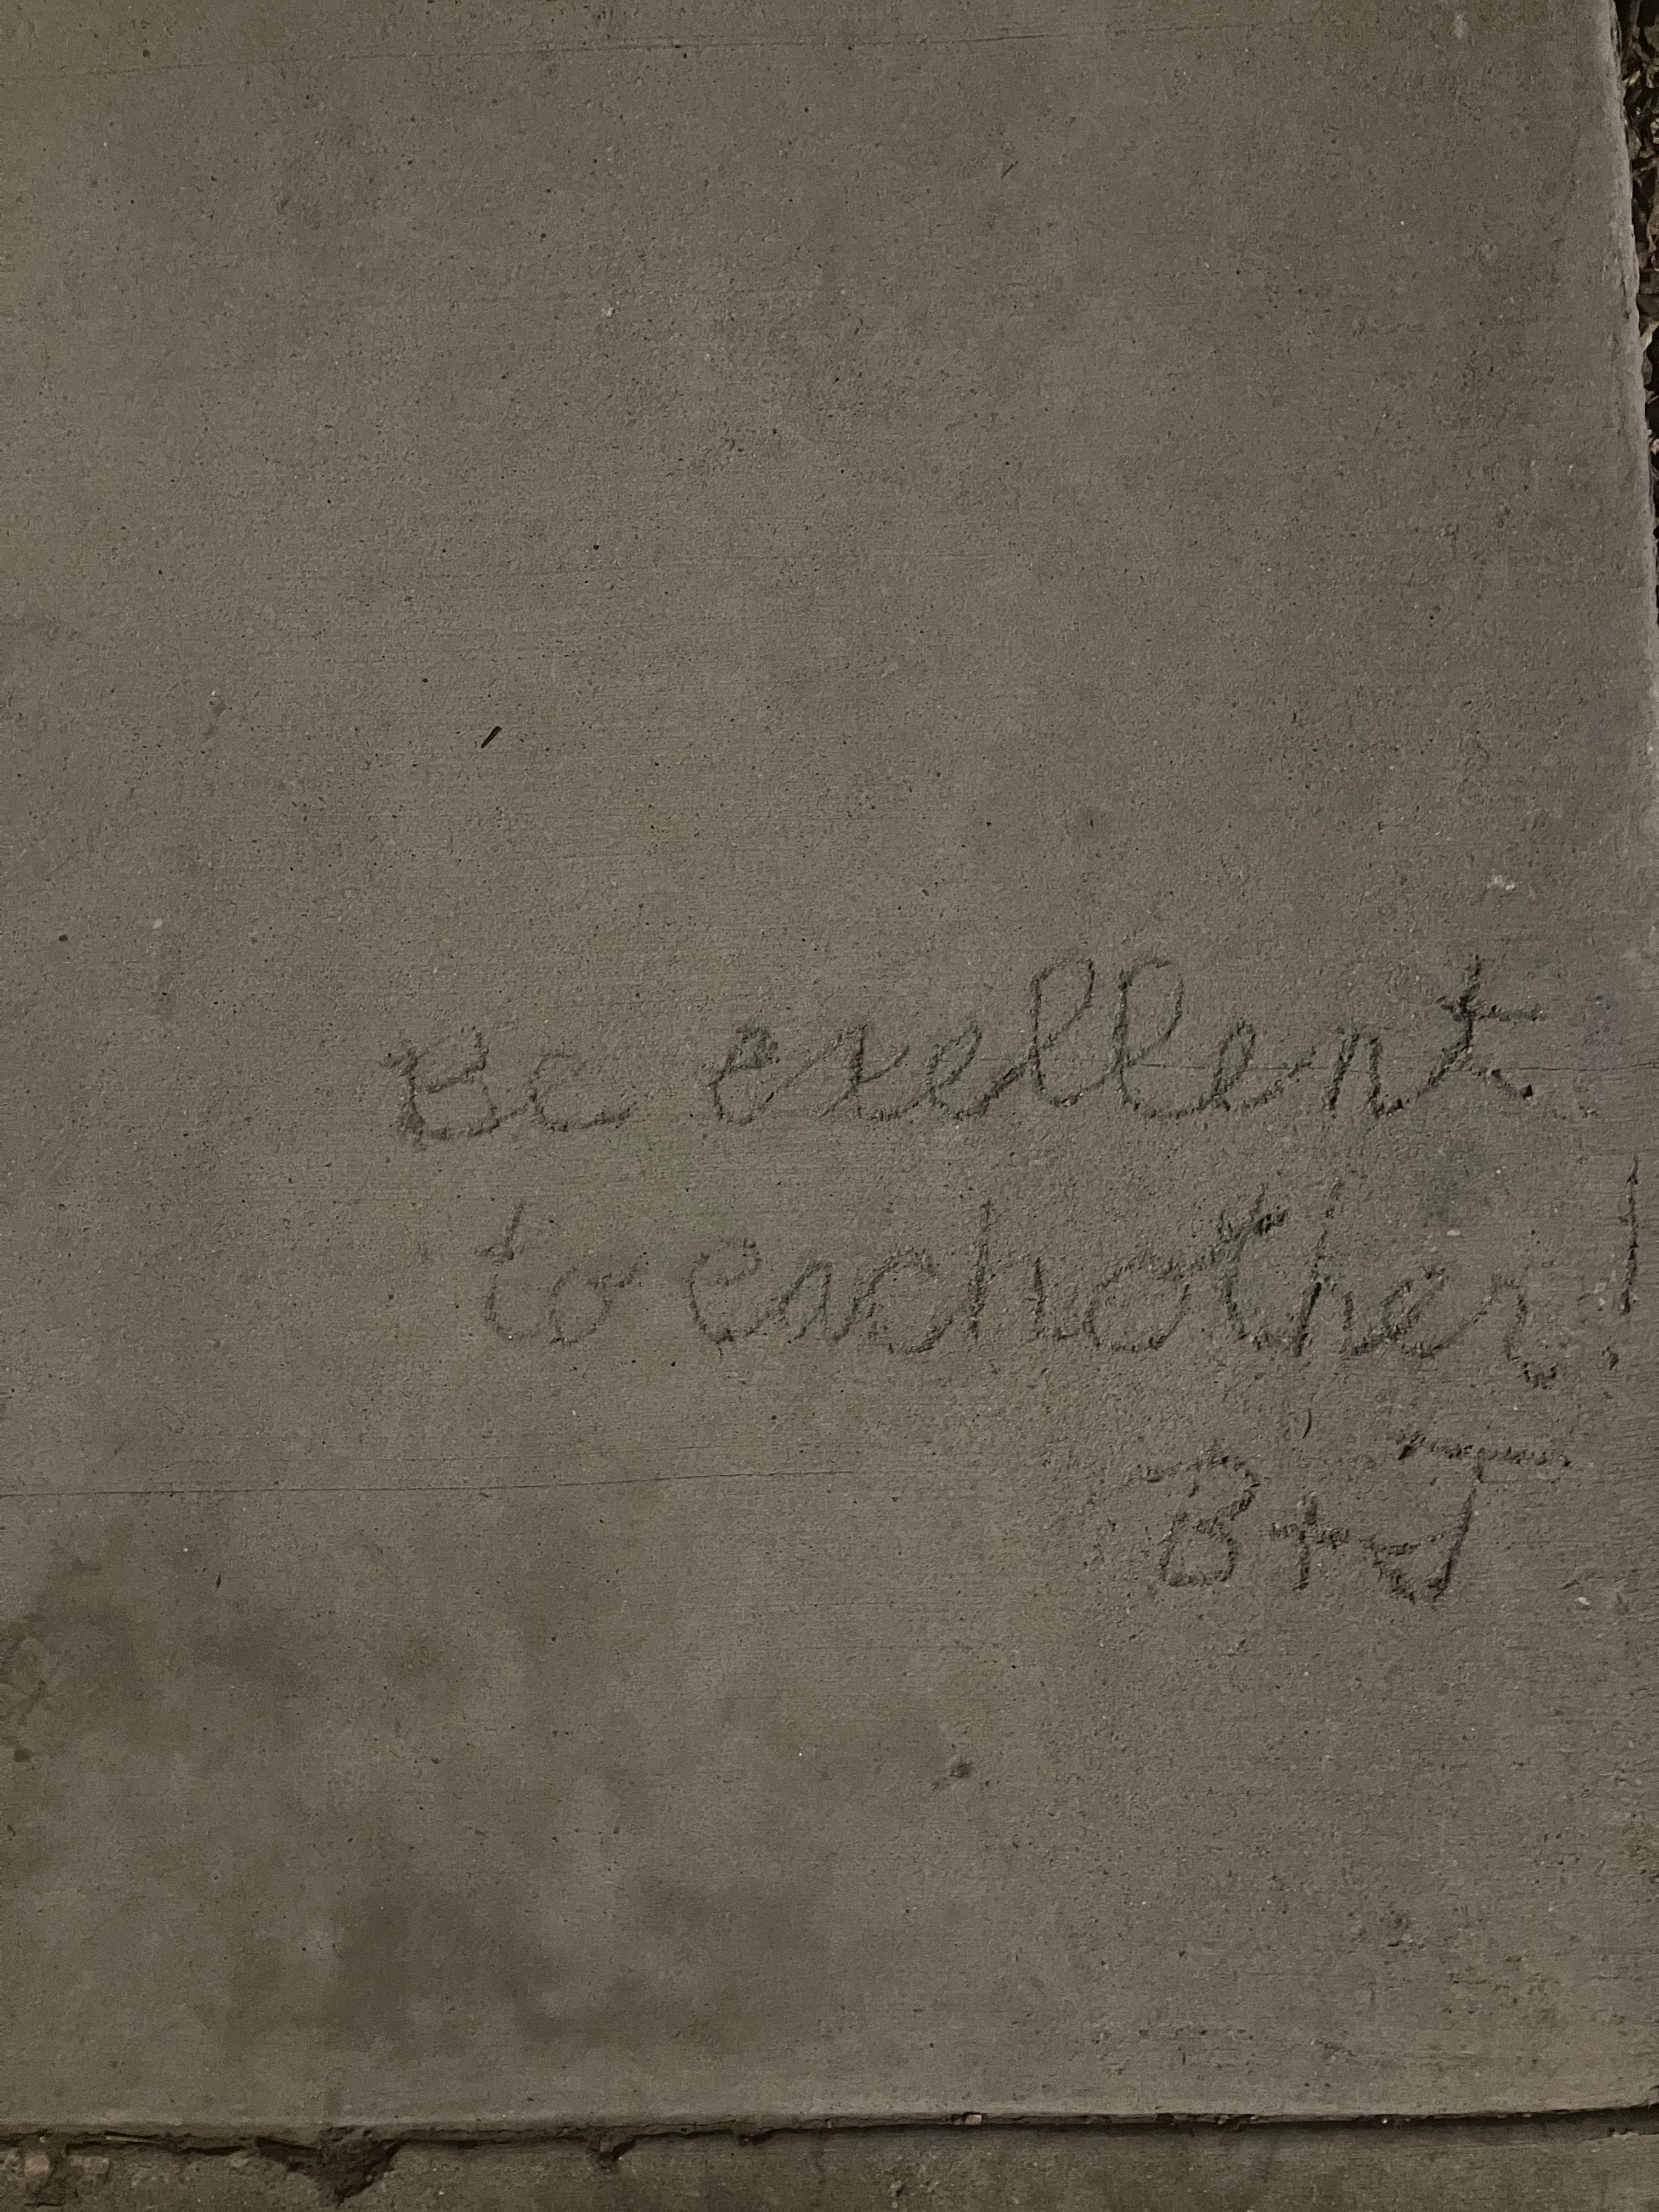 Be exellent
to eachother!
B+J